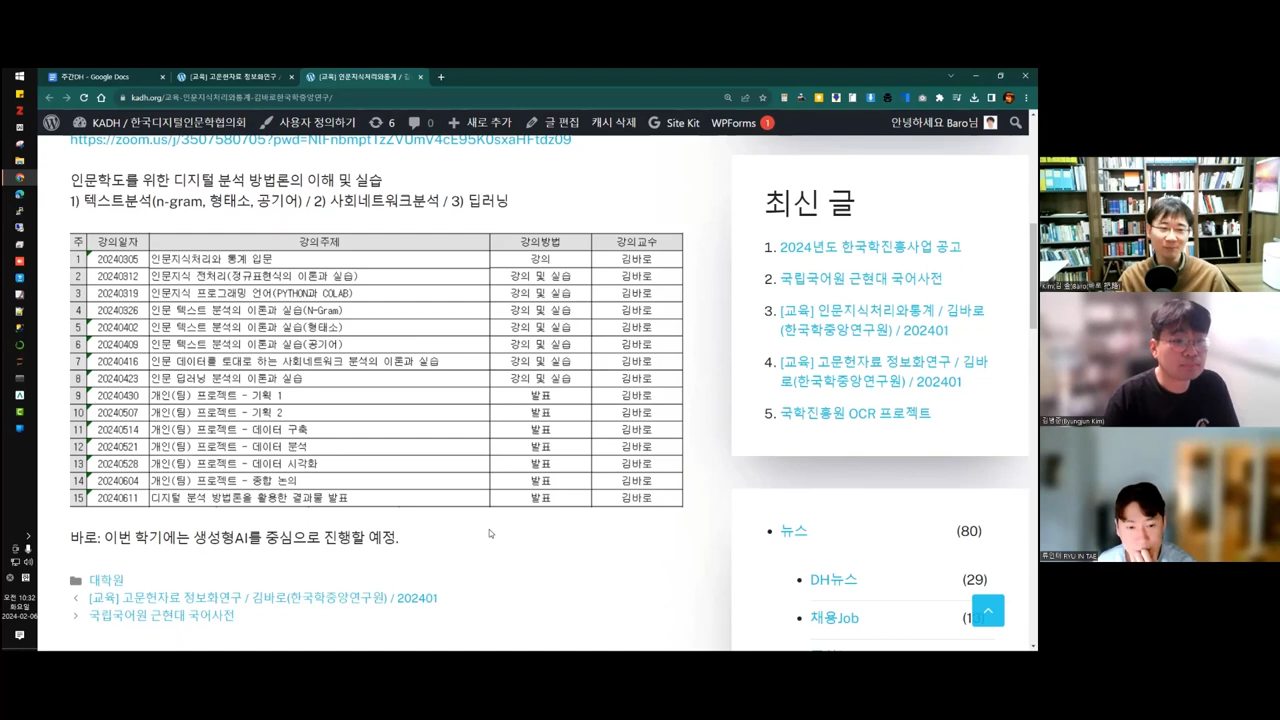 주간DH - Google Docs
[교육] 고문헌자료 정보화연구 /
[교육] 인문지식처리와통계 / 김
kadh.org/교육-인문지식처리와통계-김바로한국학중앙연구/
KADH / 한국디지털인문학협의회
사용자 정의하기
6
0
새로 추가
글 편집
캐시 삭제
Site Kit
WPForms
1
안녕하세요 Baro님
인문학도를 위한 디지털 분석 방법론의 이해 및 실습
1) 텍스트분석(n-gram, 형태소, 공기어) / 2) 사회네트워크분석 / 3) 딥러닝
주 강의일자 강의주제 강의방법 강의교수
1 20240305 인문지식처리와 통계 입문 강의 김바로
2 20240312 인문지식 전처리(정규표현식의 이론과 실습) 강의 및 실습 김바로
3 20240319 인문지식 프로그래밍 언어(PYTHON과 COLAB) 강의 및 실습 김바로
4 20240326 인문 텍스트 분석의 이론과 실습(N-Gram) 강의 및 실습 김바로
5 20240402 인문 텍스트 분석의 이론과 실습(형태소) 강의 및 실습 김바로
6 20240409 인문 텍스트 분석의 이론과 실습(공기어) 강의 및 실습 김바로
7 20240416 인문 데이터를 토대로 하는 사회네트워크 분석의 이론과 실습 강의 및 실습 김바로
8 20240423 인문 딥러닝 분석의 이론과 실습 강의 및 실습 김바로
9 20240430 개인(팀) 프로젝트 - 기획 1 발표 김바로
10 20240507 개인(팀) 프로젝트 - 기획 2 발표 김바로
11 20240514 개인(팀) 프로젝트 - 데이터 구축 발표 김바로
12 20240521 개인(팀) 프로젝트 - 데이터 분석 발표 김바로
13 20240528 개인(팀) 프로젝트 - 데이터 시각화 발표 김바로
14 20240604 개인(팀) 프로젝트 - 종합 논의 발표 김바로
15 20240611 디지털 분석 방법론을 활용한 결과물 발표 발표 김바로
바로: 이번 학기에는 생성형AI를 중심으로 진행할 예정.
대학원
[교육] 고문헌자료 정보화연구 / 김바로(한국학중앙연구원) / 202401
국립국어원 근현대 국어사전
최신 글
1. 2024년도 한국학진흥사업 공고
2. 국립국어원 근현대 국어사전
3. [교육] 인문지식처리와통계 / 김바로
(한국학중앙연구원) / 202401
4. [교육] 고문헌자료 정보화연구 / 김바
로(한국학중앙연구원) / 202401
5. 국학진흥원 OCR 프로젝트
뉴스 (80)
DH뉴스 (29)
채용Job
김병준(Byungjun Kim)
류인태 RYU IN TAE
오전 10:32
화요일
2024-02-06